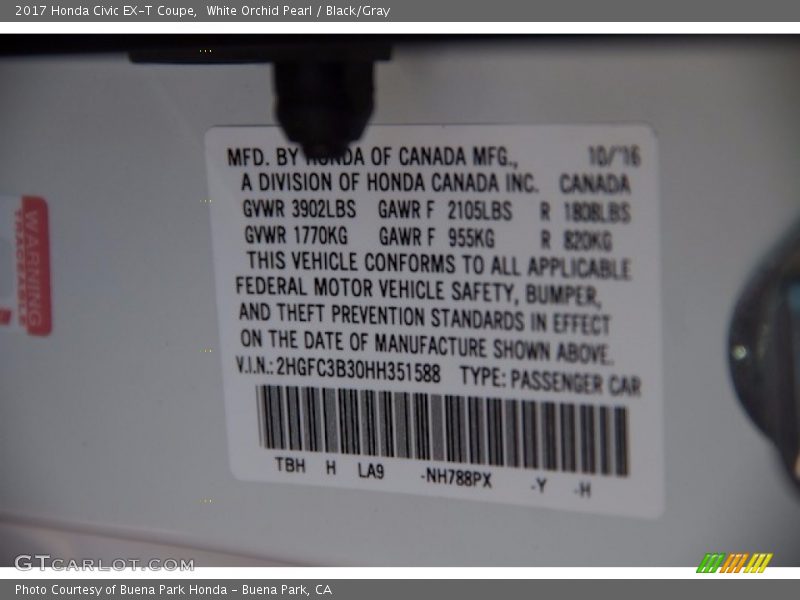 2017 Honda Civic EX-T Coupe, White Orchid Pearl / Black/Gray
MFD. BY HONDA OF CANADA MFG., 10/'16
A DIVISION OF HONDA CANADA INC. CANADA
GVWR 3902LBS GAWR F 2105LBS R 1808LBS
GVWR 1770KG GAWR F 955KG R 820KG
THIS VEHICLE CONFORMS TO ALL APPLICABLE
FEDERAL MOTOR VEHICLE SAFETY, BUMPER,
AND THEFT PREVENTION STANDARDS IN EFFECT
ON THE DATE OF MANUFACTURE SHOWN ABOVE.
V.I.N.: 2HGFC3B30HH351588 TYPE: PASSENGER CAR
TBH H LA9 -NH788PX -Y -H
WARNING
TRACEABLE
GTCARLOT.COM
Photo Courtesy of Buena Park Honda - Buena Park, CA